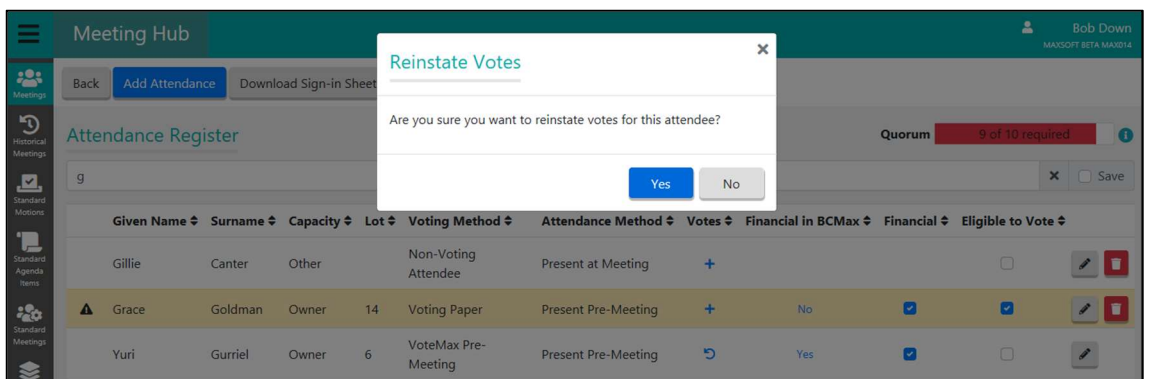 Meeting Hub
Bob Down
MAXSOFT BETA MAX014
Meetings
Historical
Meetings
Standard
Motions
Standard
Agenda
Items
Standard
Meetings
Back Add Attendance Download Sign-in Sheet
Reinstate Votes ×
Are you sure you want to reinstate votes for this attendee?
Yes No
Attendance Register
Quorum 9 of 10 required
g
× Save
Given Name Surname Capacity Lot Voting Method Attendance Method Votes Financial in BCMax Financial Eligible to Vote
Gillie Canter Other Non-Voting
Attendee Present at Meeting +
Grace Goldman Owner 14 Voting Paper Present Pre-Meeting + No
Yuri Gurriel Owner 6 VoteMax Pre-
Meeting Present Pre-Meeting Yes